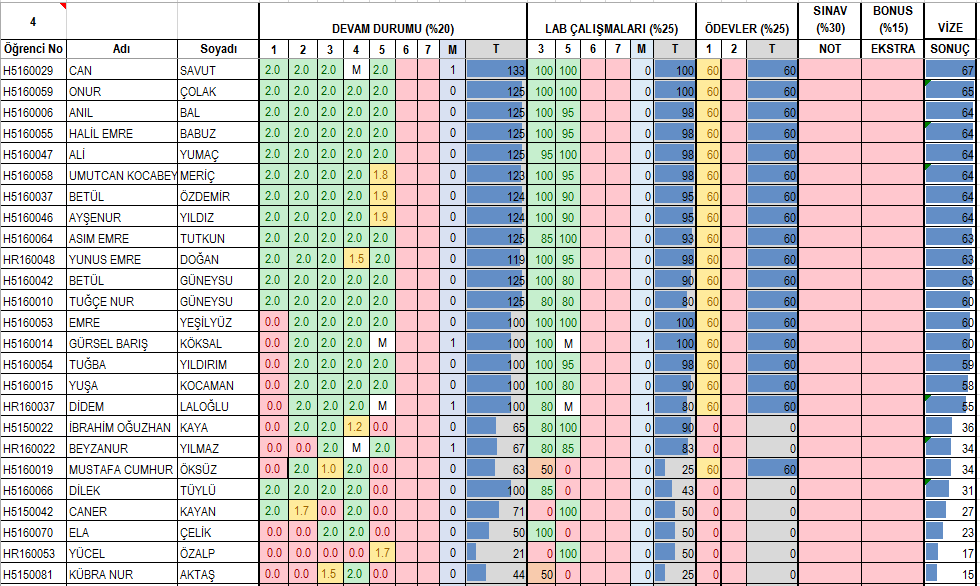 4 DEVAM DURUMU (%20) LAB ÇALIŞMALARI (%25) ÖDEVLER (%25) SINAV (%30) BONUS (%15) VİZE
Öğrenci No Adı Soyadı 1 2 3 4 5 6 7 M T 3 5 6 7 M T 1 2 T NOT EKSTRA SONUÇ
H5160029 CAN SAVUT 2.0 2.0 2.0 M 2.0 1 133 100 100 0 100 60 60 67
H5160059 ONUR ÇOLAK 2.0 2.0 2.0 2.0 2.0 0 125 100 100 0 100 60 60 65
H5160006 ANIL BAL 2.0 2.0 2.0 2.0 2.0 0 125 100 95 0 98 60 60 64
H5160055 HALİL EMRE BABUZ 2.0 2.0 2.0 2.0 2.0 0 125 100 95 0 98 60 60 64
H5160047 ALİ YUMAÇ 2.0 2.0 2.0 2.0 2.0 0 125 95 100 0 98 60 60 64
H5160058 UMUTCAN KOCABEY MERİÇ 2.0 2.0 2.0 2.0 1.8 0 123 100 95 0 98 60 60 64
H5160037 BETÜL ÖZDEMİR 2.0 2.0 2.0 2.0 1.9 0 124 100 90 0 95 60 60 64
H5160046 AYŞENUR YILDIZ 2.0 2.0 2.0 2.0 1.9 0 124 100 90 0 95 60 60 64
H5160064 ASIM EMRE TUTKUN 2.0 2.0 2.0 2.0 2.0 0 125 85 100 0 93 60 60 63
HR160048 YUNUS EMRE DOĞAN 2.0 2.0 2.0 1.5 2.0 0 119 100 95 0 98 60 60 63
H5160042 BETÜL GÜNEYSU 2.0 2.0 2.0 2.0 2.0 0 125 100 80 0 90 60 60 63
H5160010 TUĞÇE NUR GÜNEYSU 2.0 2.0 2.0 2.0 2.0 0 125 80 80 0 80 60 60 60
H5160053 EMRE YEŞİLYÜZ 0.0 2.0 2.0 2.0 2.0 0 100 100 100 0 100 60 60 60
H5160014 GÜRSEL BARIŞ KÖKSAL 0.0 2.0 2.0 2.0 M 1 100 100 M 1 100 60 60 60
H5160054 TUĞBA YILDIRIM 0.0 2.0 2.0 2.0 2.0 0 100 100 95 0 98 60 60 59
H5160015 YUŞA KOCAMAN 0.0 2.0 2.0 2.0 2.0 0 100 100 80 0 90 60 60 58
HR160037 DİDEM LALOĞLU 0.0 2.0 2.0 2.0 M 1 100 80 M 1 80 60 60 55
H5150022 İBRAHİM OĞUZHAN KAYA 0.0 2.0 2.0 1.2 0.0 0 65 80 100 0 90 0 0 36
HR160022 BEYZANUR YILMAZ 0.0 0.0 2.0 M 2.0 1 67 80 85 0 83 0 0 34
H5160019 MUSTAFA CUMHUR ÖKSÜZ 0.0 2.0 1.0 2.0 0.0 0 63 50 0 0 25 60 60 34
H5160066 DİLEK TÜYLÜ 2.0 2.0 2.0 2.0 0.0 0 100 85 0 0 43 0 0 31
H5150042 CANER KAYAN 2.0 1.7 0.0 2.0 0.0 0 71 0 100 0 50 0 0 27
H5160070 ELA ÇELİK 0.0 0.0 2.0 2.0 0.0 0 50 100 0 0 50 0 0 23
HR160053 YÜCEL ÖZALP 0.0 0.0 0.0 0.0 1.7 0 21 0 100 0 50 0 0 17
H5150081 KÜBRA NUR AKTAŞ 0.0 0.0 1.5 2.0 0.0 0 44 50 0 0 25 0 0 15